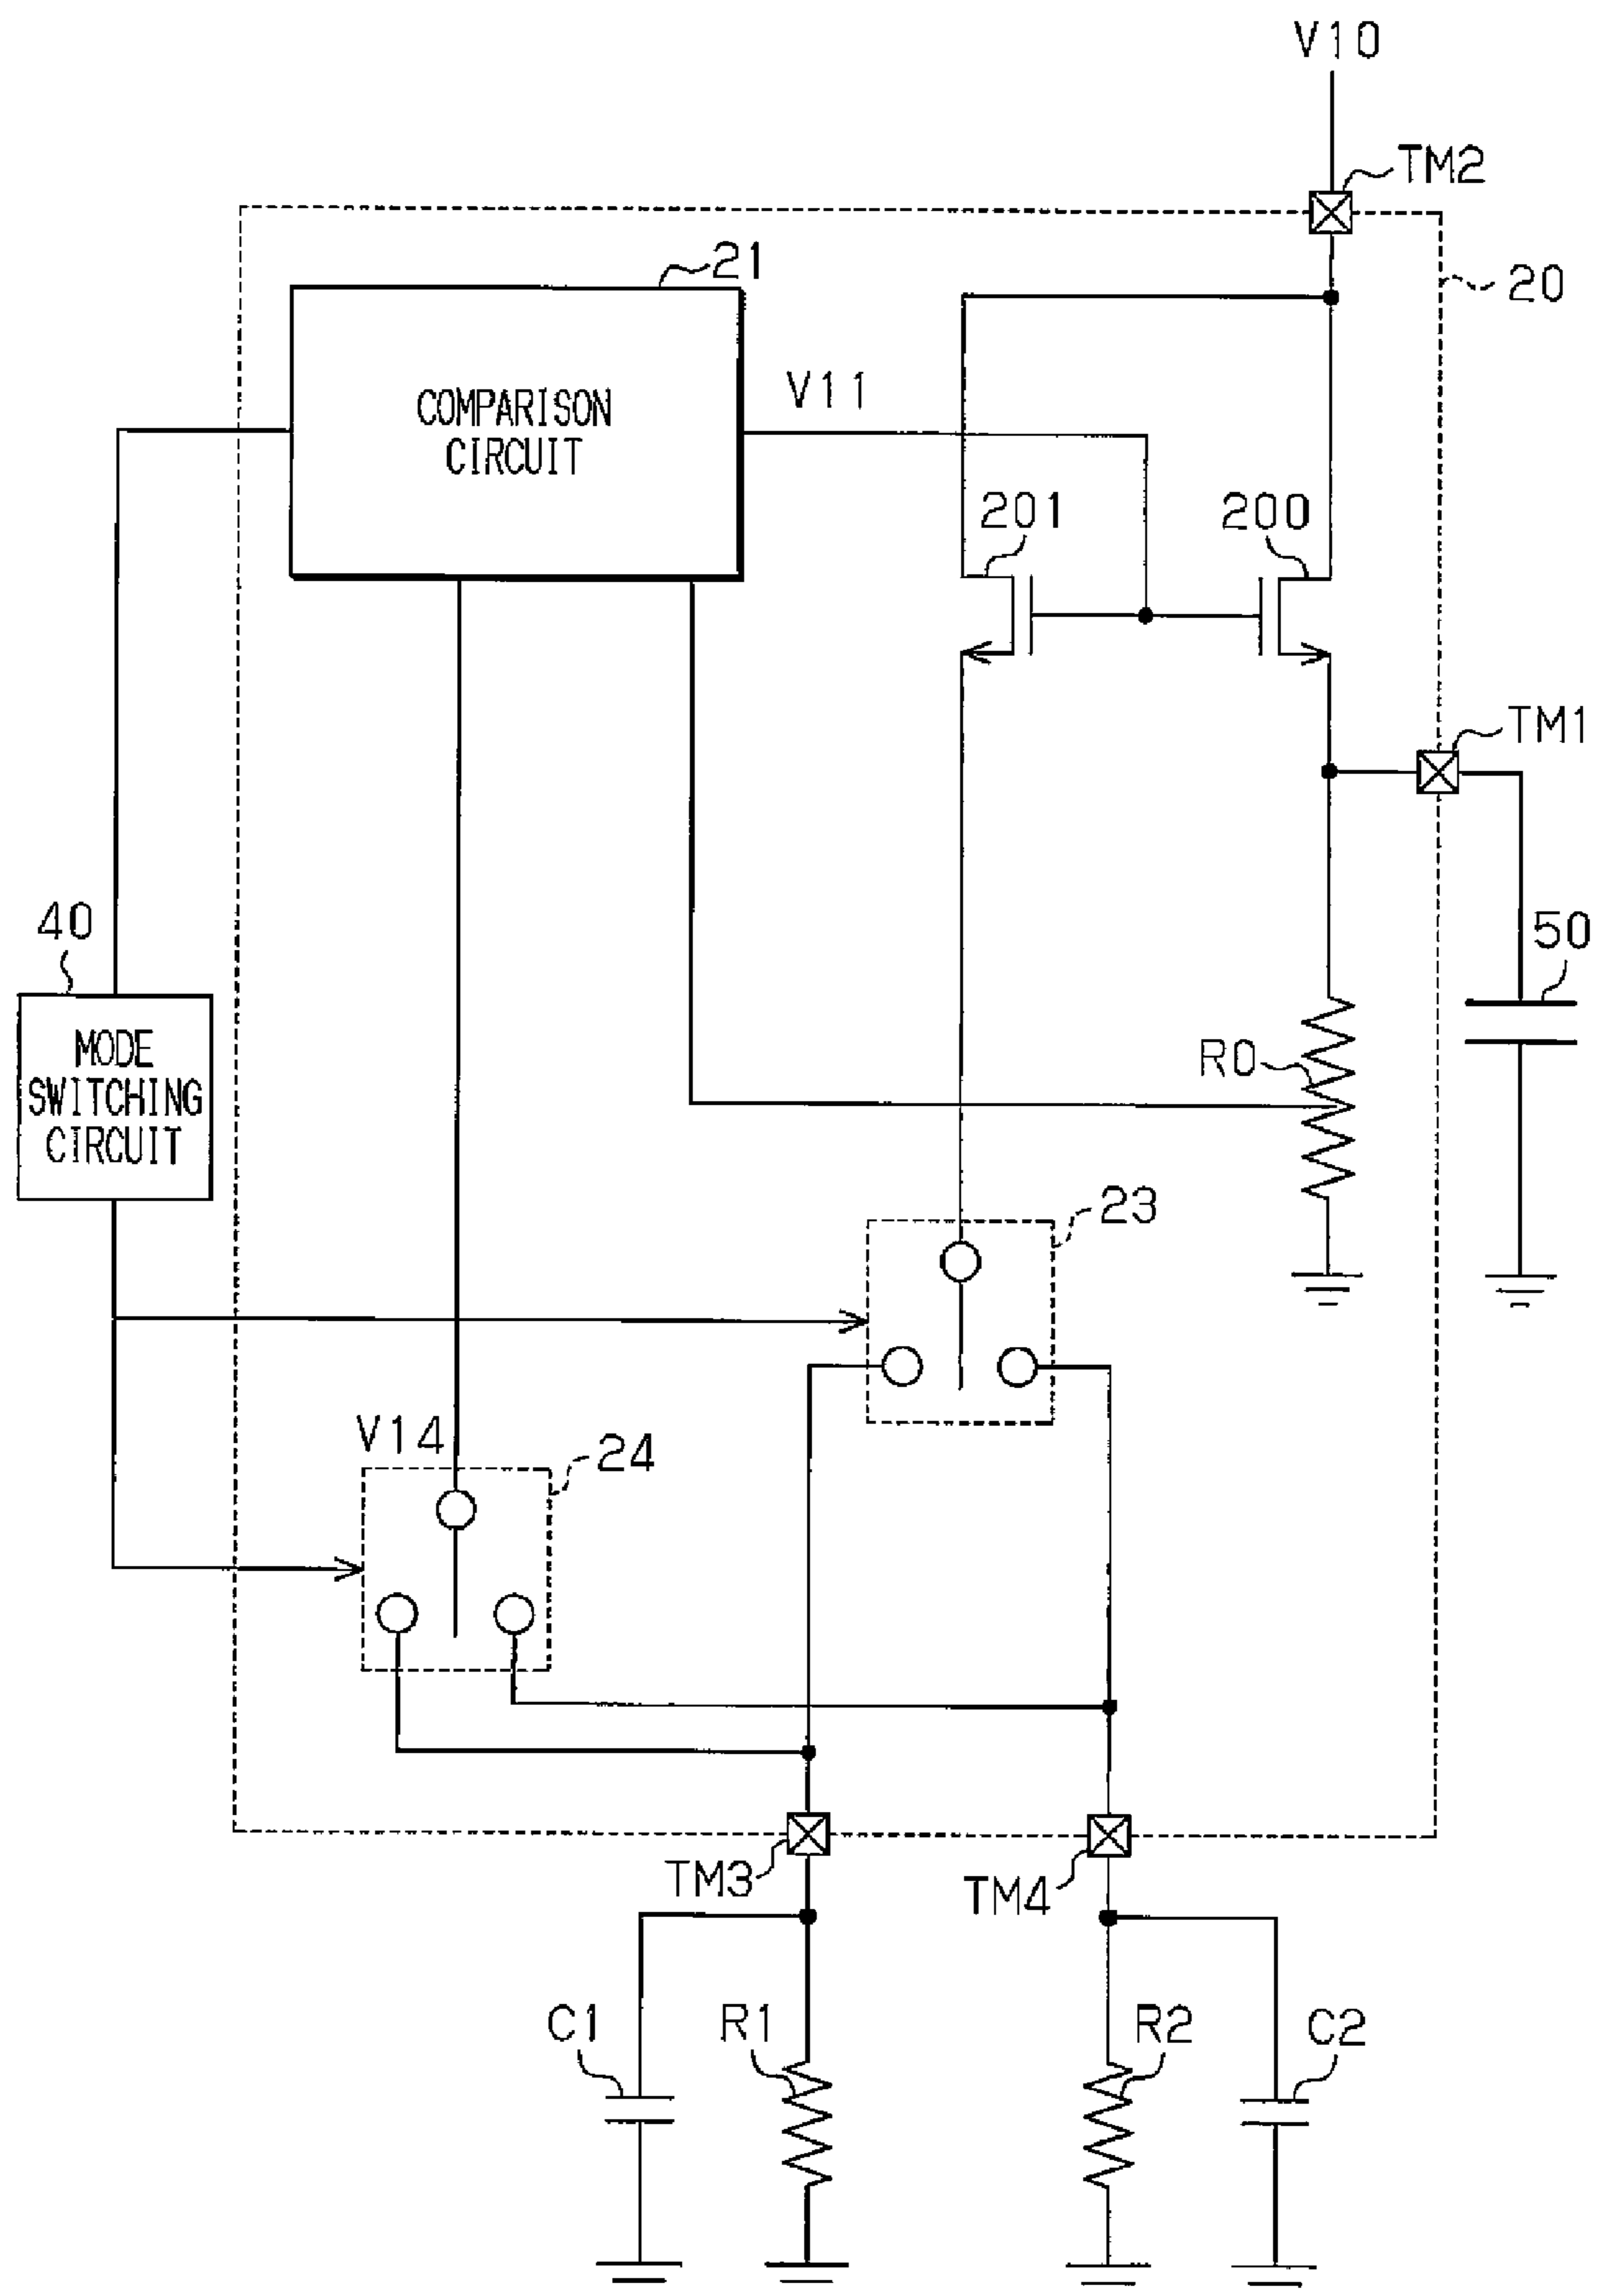 V10
TM2
20
21
COMPARISON
CIRCUIT
V11
201
200
TM1
40
MODE
SWITCHING
CIRCUIT
50
R0
23
V14
24
TM3
TM4
C1
R1
R2
C2